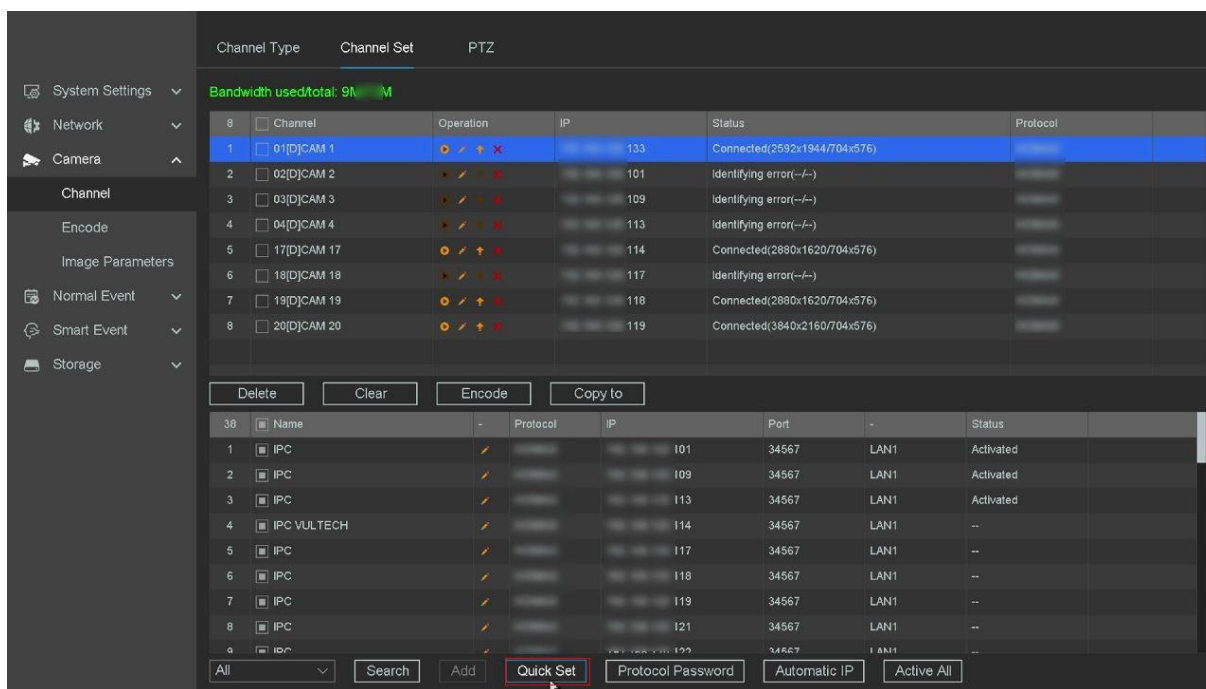 Channel Type Channel Set PTZ
System Settings
Network
Camera
Channel
Encode
Image Parameters
Normal Event
Smart Event
Storage
Bandwidth used/total: 9M M
8 Channel Operation IP Status Protocol
1 01[D]CAM 1 133 Connected(2592x1944/704x576)
2 02[D]CAM 2 101 Identifying error(--/--)
3 03[D]CAM 3 109 Identifying error(--/--)
4 04[D]CAM 4 113 Identifying error(--/--)
5 17[D]CAM 17 114 Connected(2880x1620/704x576)
6 18[D]CAM 18 117 Identifying error(--/--)
7 19[D]CAM 19 118 Connected(2880x1620/704x576)
8 20[D]CAM 20 119 Connected(3840x2160/704x576)
Delete Clear Encode Copy to
38 Name - Protocol IP Port - Status
1 IPC 101 34567 LAN1 Activated
2 IPC 109 34567 LAN1 Activated
3 IPC 113 34567 LAN1 Activated
4 IPC VULTECH 114 34567 LAN1 --
5 IPC 117 34567 LAN1 --
6 IPC 118 34567 LAN1 --
7 IPC 119 34567 LAN1 --
8 IPC 121 34567 LAN1 --
9 IPC 122 34567 LAN1 --
All Search Add Quick Set Protocol Password Automatic IP Active All